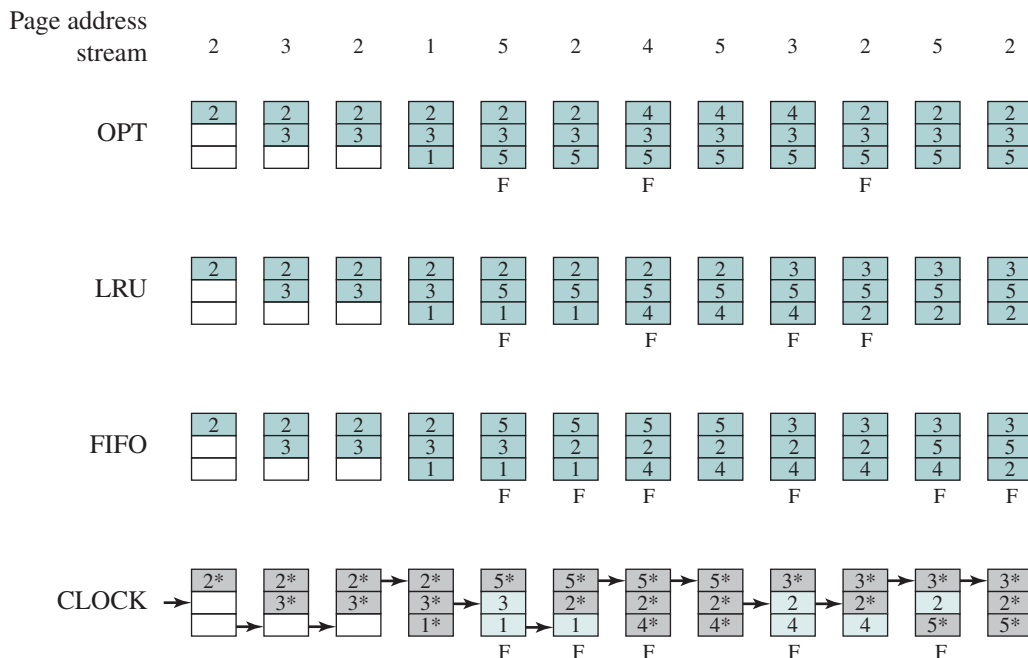 Page address
stream 2 3 2 1 5 2 4 5 3 2 5 2
2 2 2 2 2 2 4 4 4 2 2 2
OPT 3 3 3 3 3 3 3 3 3 3 3
1 5 5 5 5 5 5 5 5
F F F
2 2 2 2 2 2 2 2 3 3 3 3
LRU 3 3 3 5 5 5 5 5 5 5 5
1 1 1 4 4 4 2 2 2
F F F F
2 2 2 2 5 5 5 5 3 3 3 3
FIFO 3 3 3 3 2 2 2 2 2 5 5
1 1 1 4 4 4 4 4 2
F F F F F F
2* 2* 2* 2* 5* 5* 5* 5* 3* 3* 3* 3*
CLOCK 3* 3* 3* 3 2* 2* 2* 2 2* 2 2*
1* 1 1 4* 4* 4 4 5* 5*
F F F F F